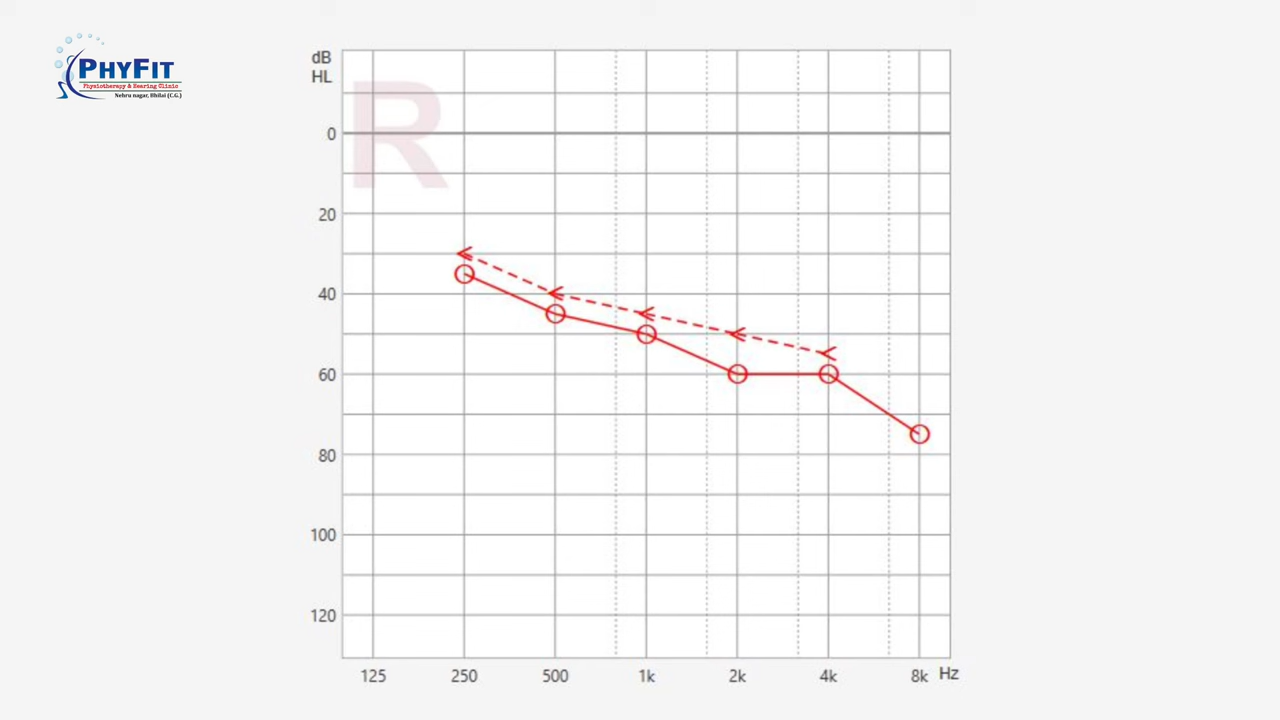 PHYFIT
Physiotherapy & Hearing Clinic
Nehru nagar, Bhilai (C.G.)
dB
HL
R
0
20
40
60
80
100
120
125 250 500 1k 2k 4k 8k Hz